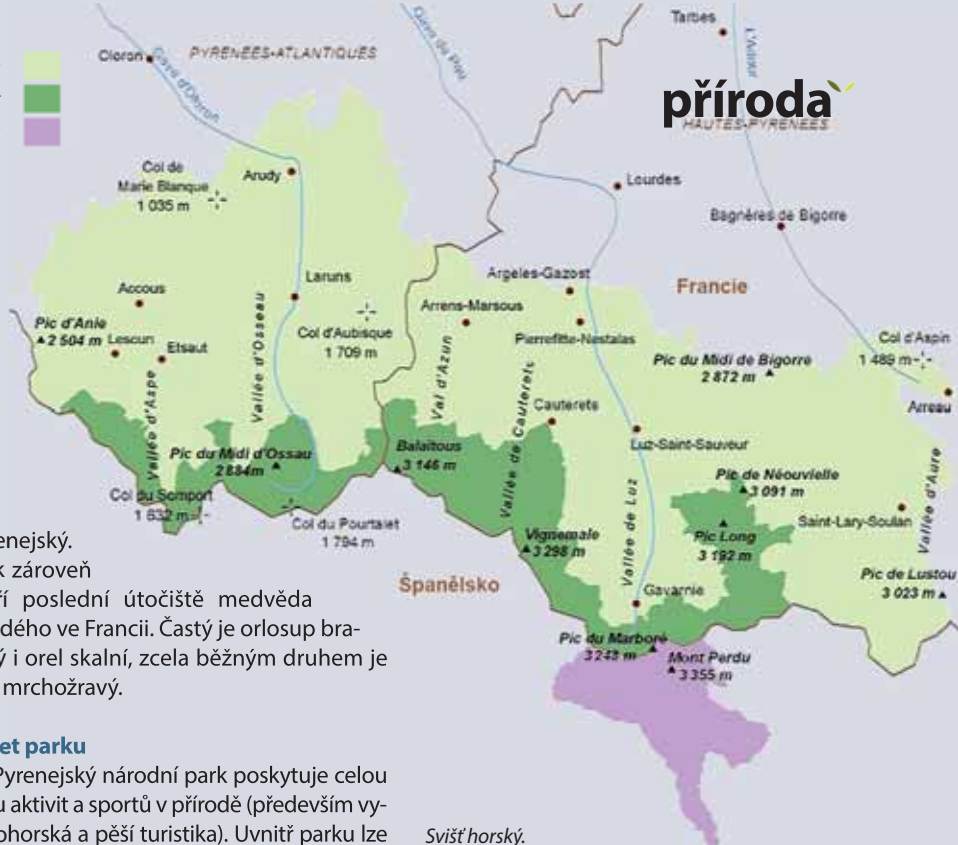 příroda
PYRÉNÉES-ATLANTIQUES
HAUTES-PYRÉNÉES
Gave d'Oloron
Gave du Pau
L'Adour
Oloron
Tarbes
Col de
Marie Blanque
1 035 m
Arudy
Lourdes
Bagnères de Bigorre
Francie
Accous
Laruns
Argeles-Gazost
Arrens-Marsous
Pic d'Anie
2 504 m
Lescun
Etsaut
Vallée d'Osseau
Col d'Aubisque
1 709 m
Pierrefitte-Nestalas
Col d'Aspin
1 489 m
Pic du Midi de Bigorre
2 872 m
Arreau
Vallée d'Aspe
Val d'Azun
Vallée de Cauterets
Cauterets
Luz-Saint-Sauveur
Pic du Midi d'Ossau
2 884m
Balaïtous
3 146 m
Pic de Néouvielle
3 091 m
Col du Somport
1 632 m
Col du Pourtalet
1 794 m
Vallée de Luz
Pic Long
3 192 m
Saint-Lary-Soulan
Vallée d'Aure
Vignemale
3 298 m
Španělsko
Gavarnie
Pic de Lustou
3 023 m
Pic du Marboré
3 248 m
Mont Perdu
3 355 m
enejský.
k zároveň
ří poslední útočiště medvěda
dého ve Francii. Častý je orlosup bra-
ý i orel skalní, zcela běžným druhem je
mrchožravý.
et parku
Pyrenejský národní park poskytuje celou
u aktivit a sportů v přírodě (především vy-
ohorská a pěší turistika). Uvnitř parku lze
Svišť horský.